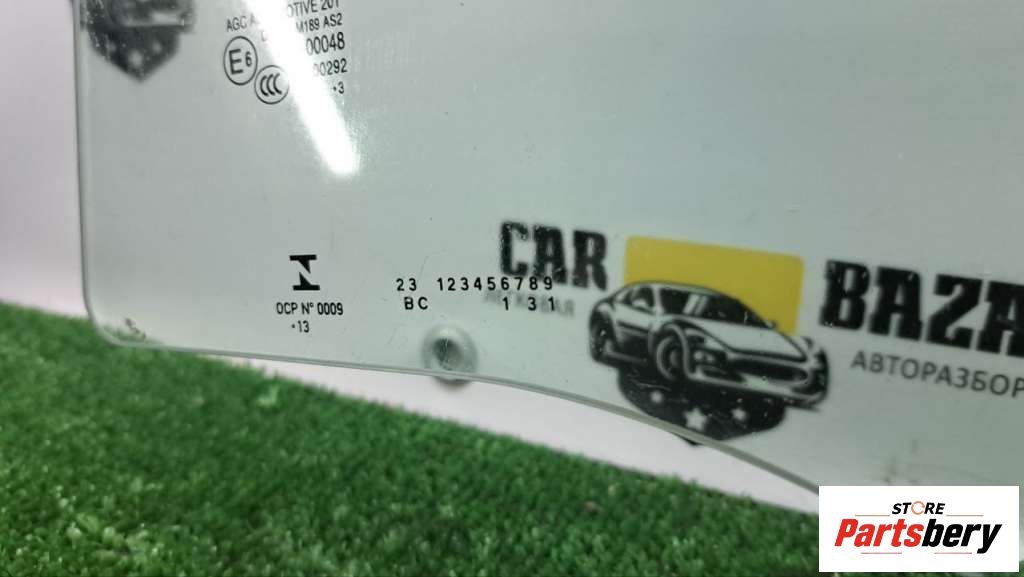 AGC OTIVE 201
M189 AS2
00048
E6
CCC
00292
+3
CAR
BAZA
АВТОРАЗБОР
OCP N° 0009
+13
23 123456789
BC 1 3 1
STORE
Partsbery